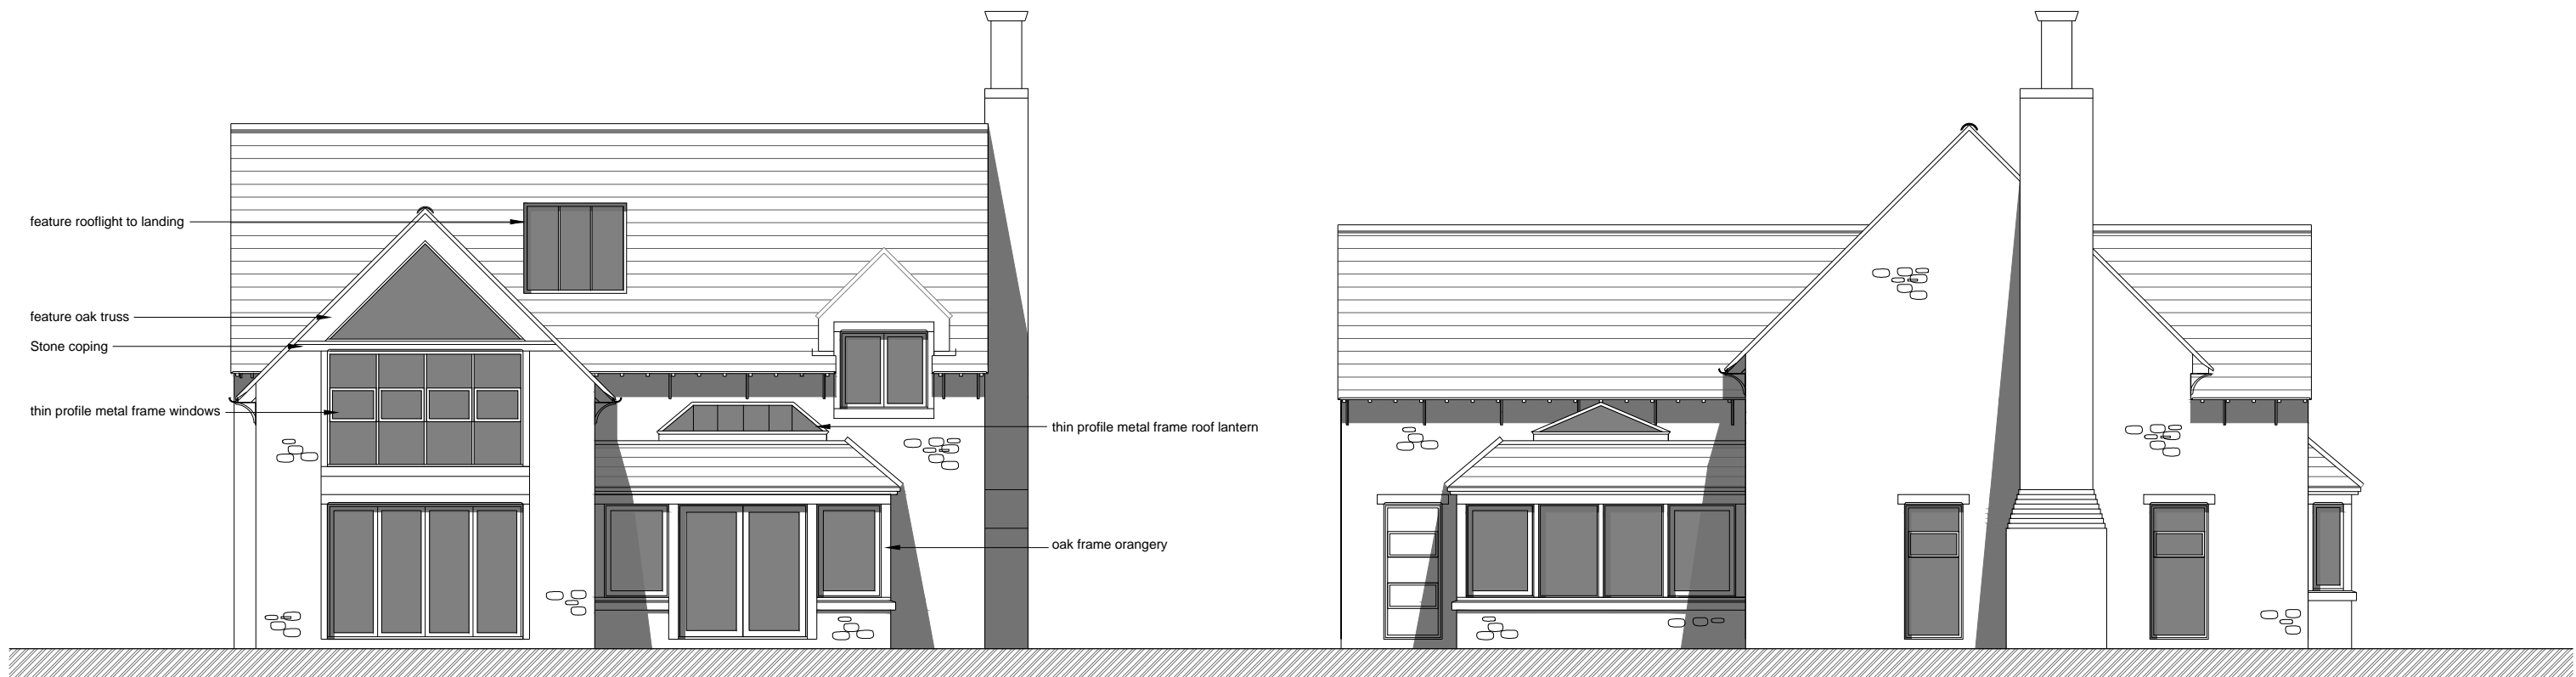 feature rooflight to landing
feature oak truss
Stone coping
thin profile metal frame windows
thin profile metal frame roof lantern
oak frame orangery